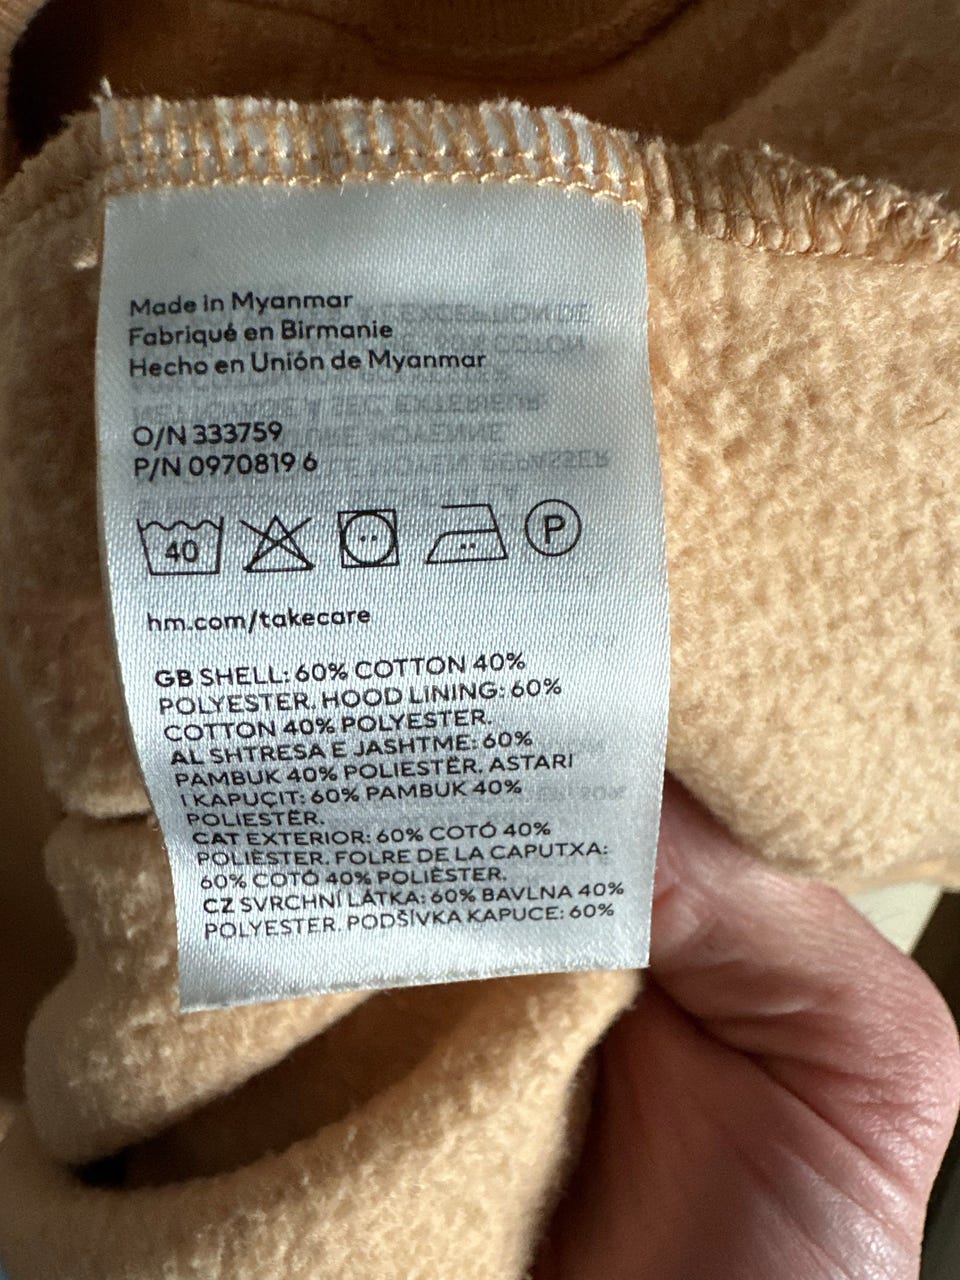 Made in Myanmar
Fabriqué en Birmanie
Hecho en Unión de Myanmar
O/N 333759
P/N 0970819 6
40 P
hm.com/takecare
GB SHELL: 60% COTTON 40%
POLYESTER. HOOD LINING: 60%
COTTON 40% POLYESTER.
AL SHTRESA E JASHTME: 60%
PAMBUK 40% POLIESTËR. ASTARI
I KAPUÇIT: 60% PAMBUK 40%
POLIESTËR.
CAT EXTERIOR: 60% COTÓ 40%
POLIÈSTER. FOLRE DE LA CAPUTXA:
60% COTÓ 40% POLIÈSTER.
CZ SVRCHNÍ LÁTKA: 60% BAVLNA 40%
POLYESTER. PODŠÍVKA KAPUCE: 60%